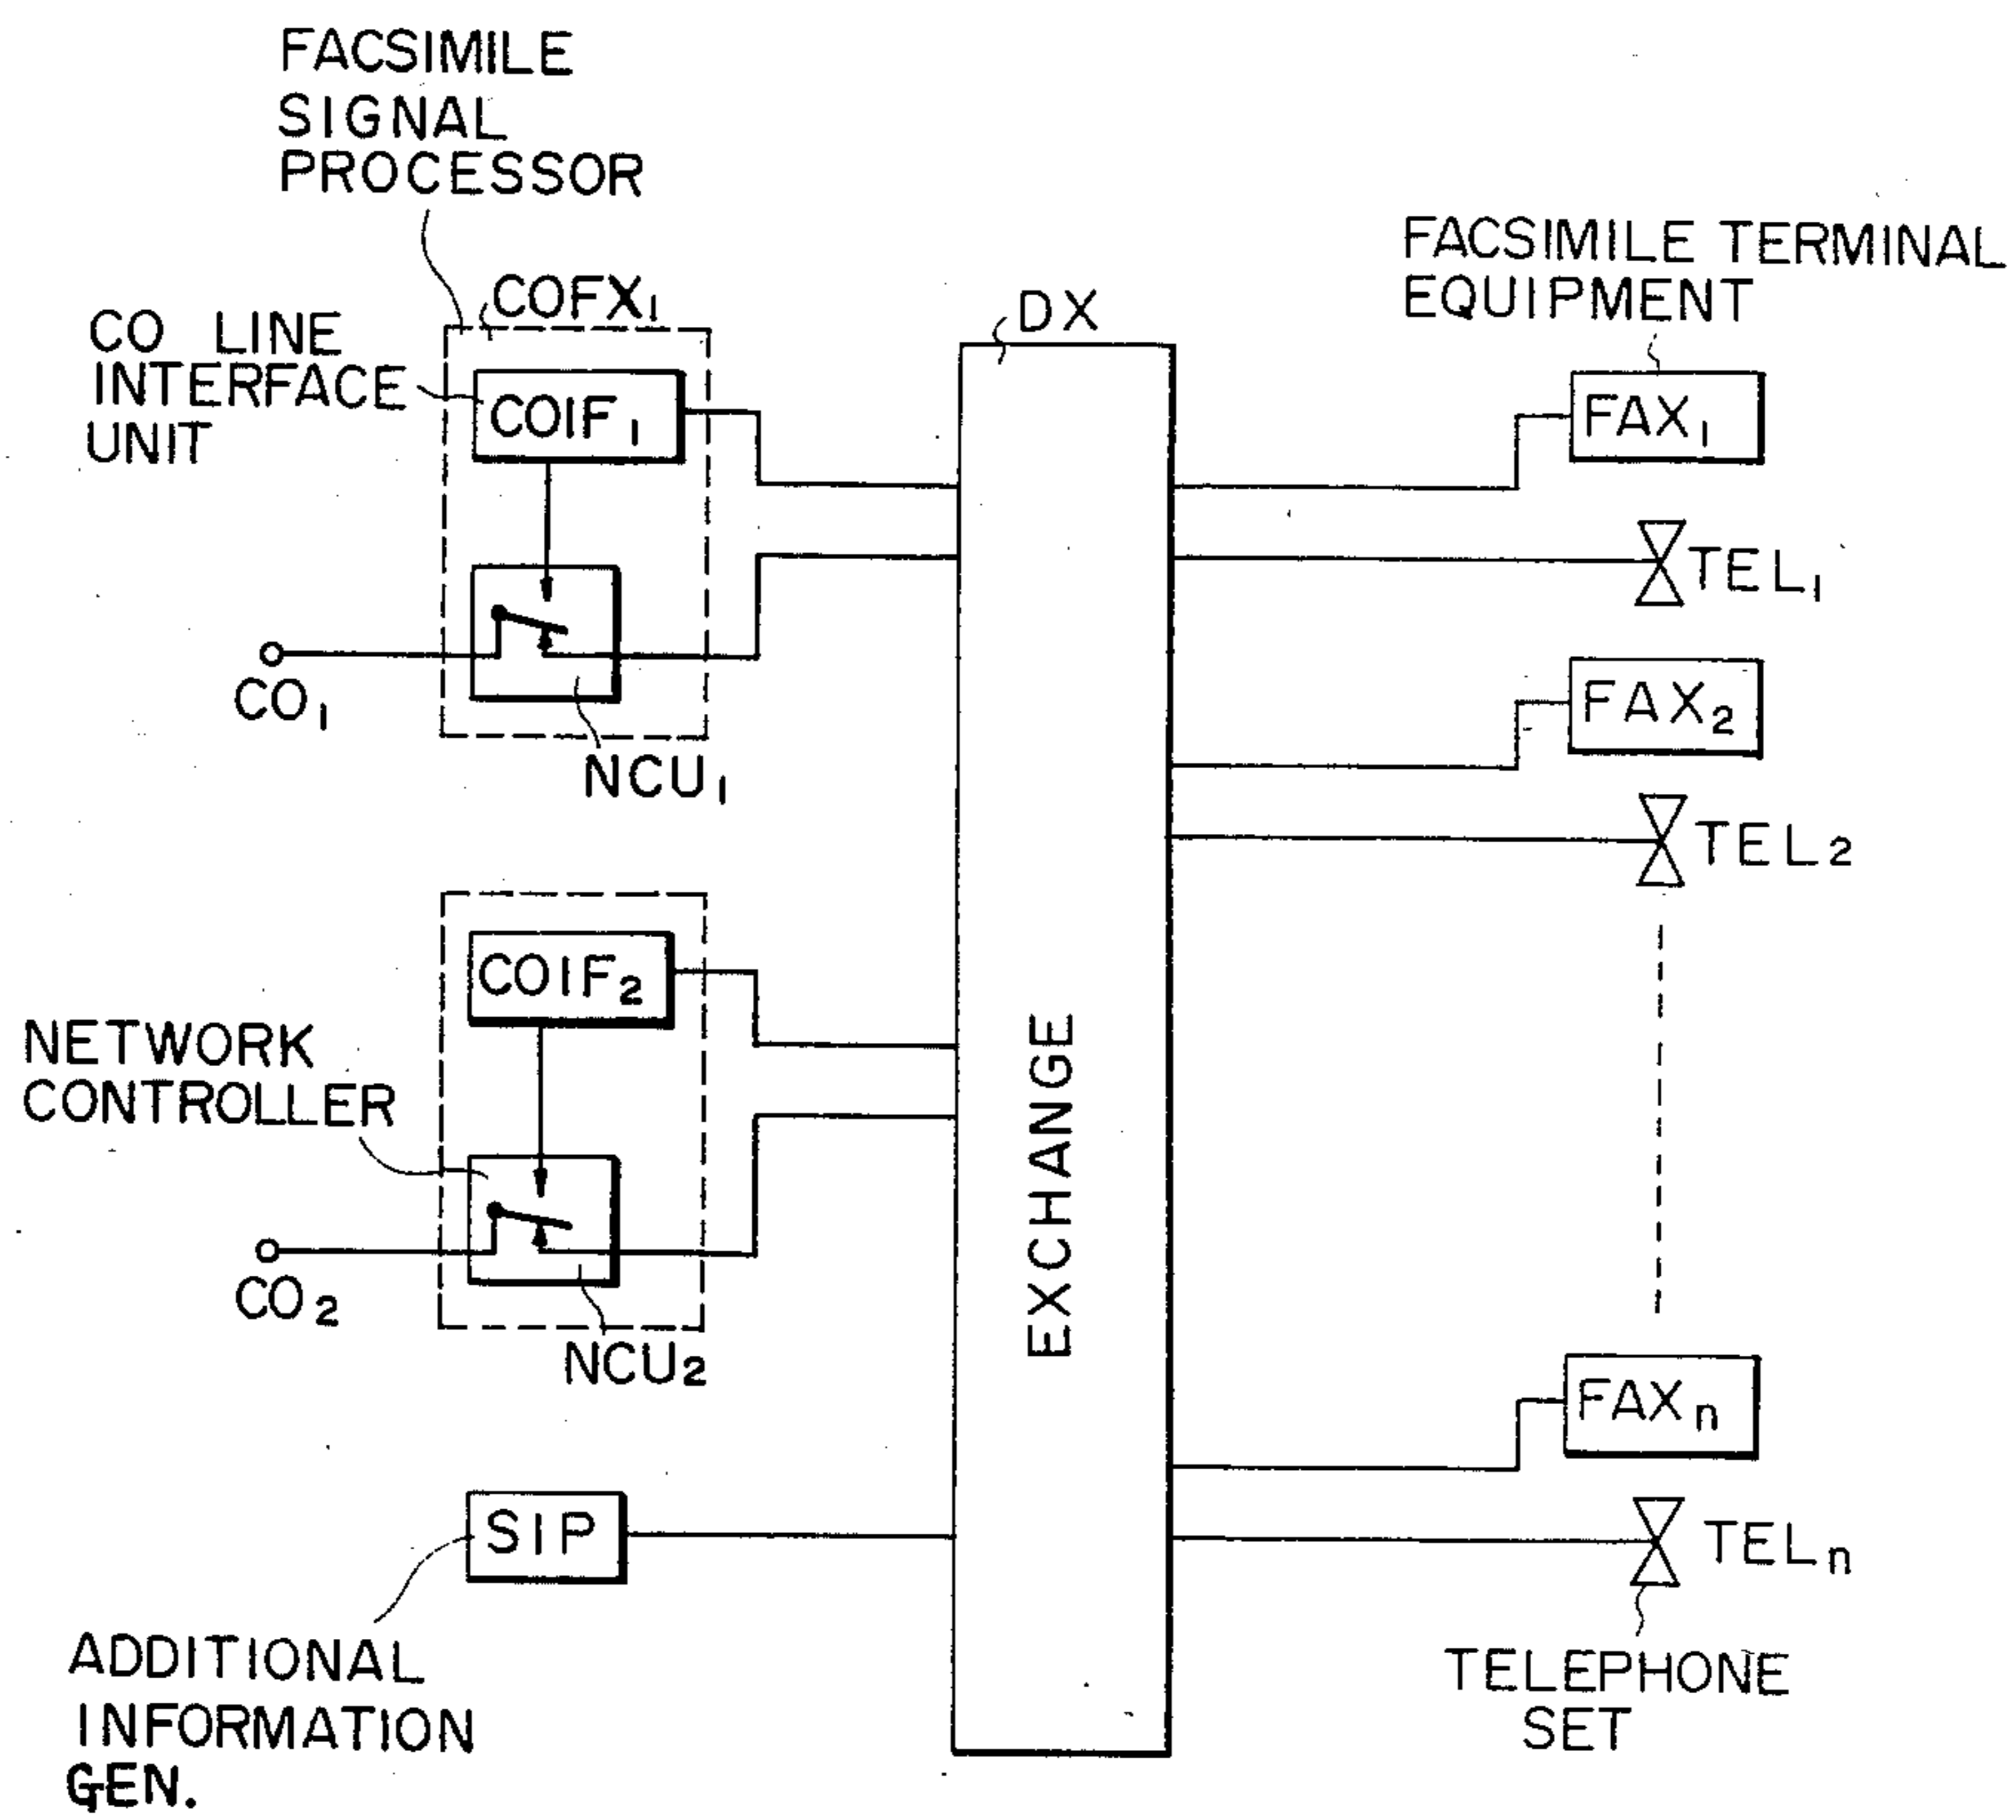 FACSIMILE
SIGNAL
PROCESSOR
COFX1
CO LINE
INTERFACE
UNIT
COIF1
CO1
NCU1
COIF2
NETWORK
CONTROLLER
CO2
NCU2
SIP
ADDITIONAL
INFORMATION
GEN.
DX
EXCHANGE
FACSIMILE TERMINAL
EQUIPMENT
FAX1
TEL1
FAX2
TEL2
FAXn
TELn
TELEPHONE
SET